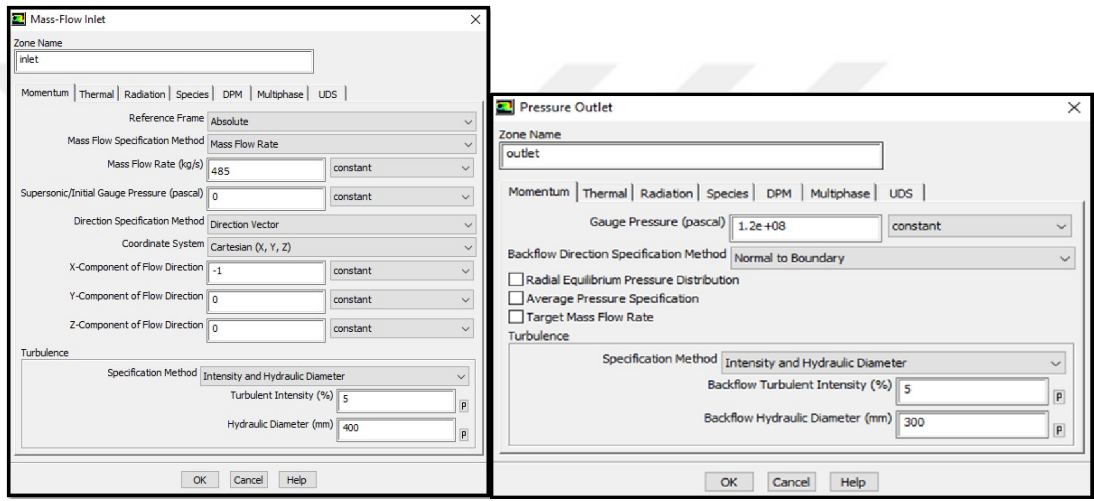 Mass-Flow Inlet
Zone Name
inlet
Momentum Thermal Radiation Species DPM Multiphase UDS
Reference Frame Absolute
Mass Flow Specification Method Mass Flow Rate
Mass Flow Rate (kg/s) 485 constant
Supersonic/Initial Gauge Pressure (pascal) 0 constant
Direction Specification Method Direction Vector
Coordinate System Cartesian (X, Y, Z)
X-Component of Flow Direction -1 constant
Y-Component of Flow Direction 0 constant
Z-Component of Flow Direction 0 constant
Turbulence
Specification Method Intensity and Hydraulic Diameter
Turbulent Intensity (%) 5 P
Hydraulic Diameter (mm) 400 P
OK Cancel Help
Pressure Outlet
Zone Name
outlet
Momentum Thermal Radiation Species DPM Multiphase UDS
Gauge Pressure (pascal) 1.2e+08 constant
Backflow Direction Specification Method Normal to Boundary
Radial Equilibrium Pressure Distribution
Average Pressure Specification
Target Mass Flow Rate
Turbulence
Specification Method Intensity and Hydraulic Diameter
Backflow Turbulent Intensity (%) 5 P
Backflow Hydraulic Diameter (mm) 300 P
OK Cancel Help